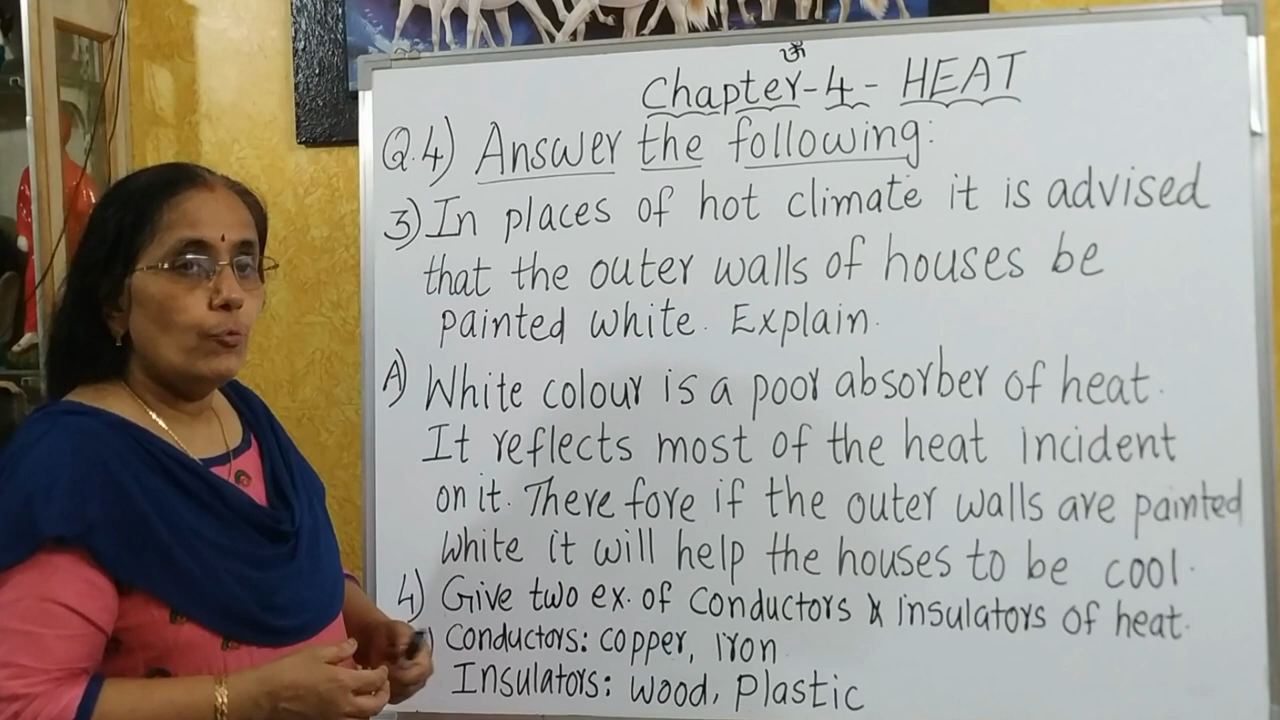 ॐ
Chapter-4- HEAT
Q.4) Answer the following:
3) In places of hot climate it is advised
that the outer walls of houses be
painted white. Explain.
A) White colour is a poor absorber of heat.
It reflects most of the heat incident
on it. There fore if the outer walls are painted
white it will help the houses to be cool.
4) Give two ex. of conductors & insulators of heat.
) Conductors: copper, iron
Insulators: wood, Plastic